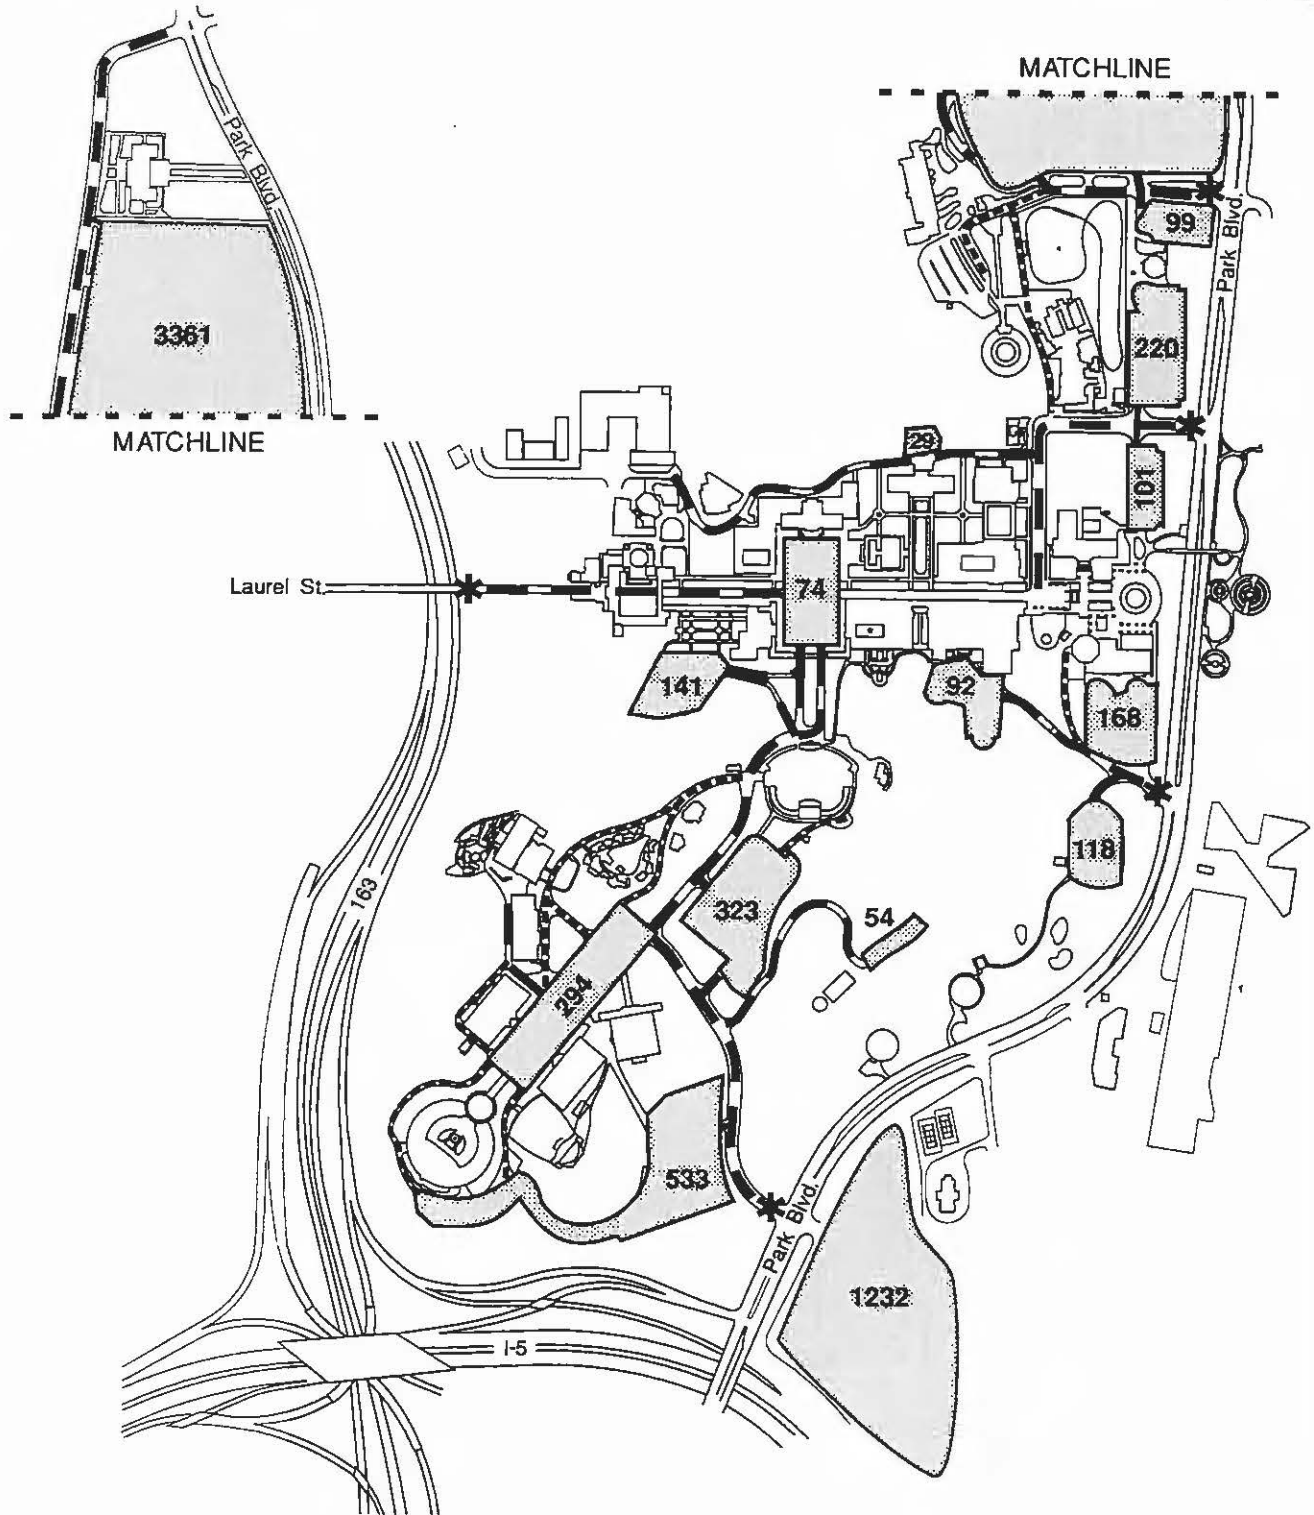 MATCHLINE
Park Blvd.
99
Park Blvd.
3361
220
MATCHLINE
29
101
Laurel St.
74
141
92
168
118
163
323
54
294
533
Park Blvd.
1232
I-5